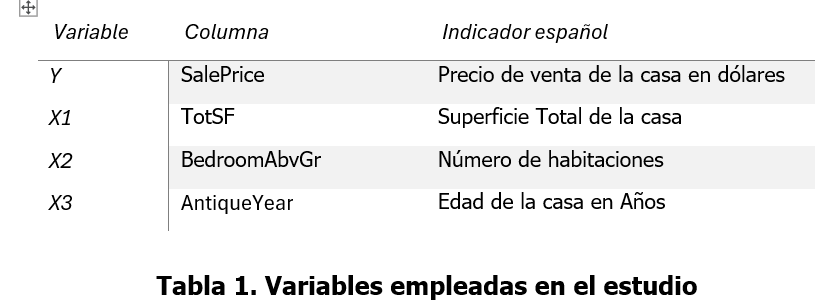 Variable Columna Indicador español
Y SalePrice Precio de venta de la casa en dólares
X1 TotSF Superficie Total de la casa
X2 BedroomAbvGr Número de habitaciones
X3 AntiqueYear Edad de la casa en Años
Tabla 1. Variables empleadas en el estudio